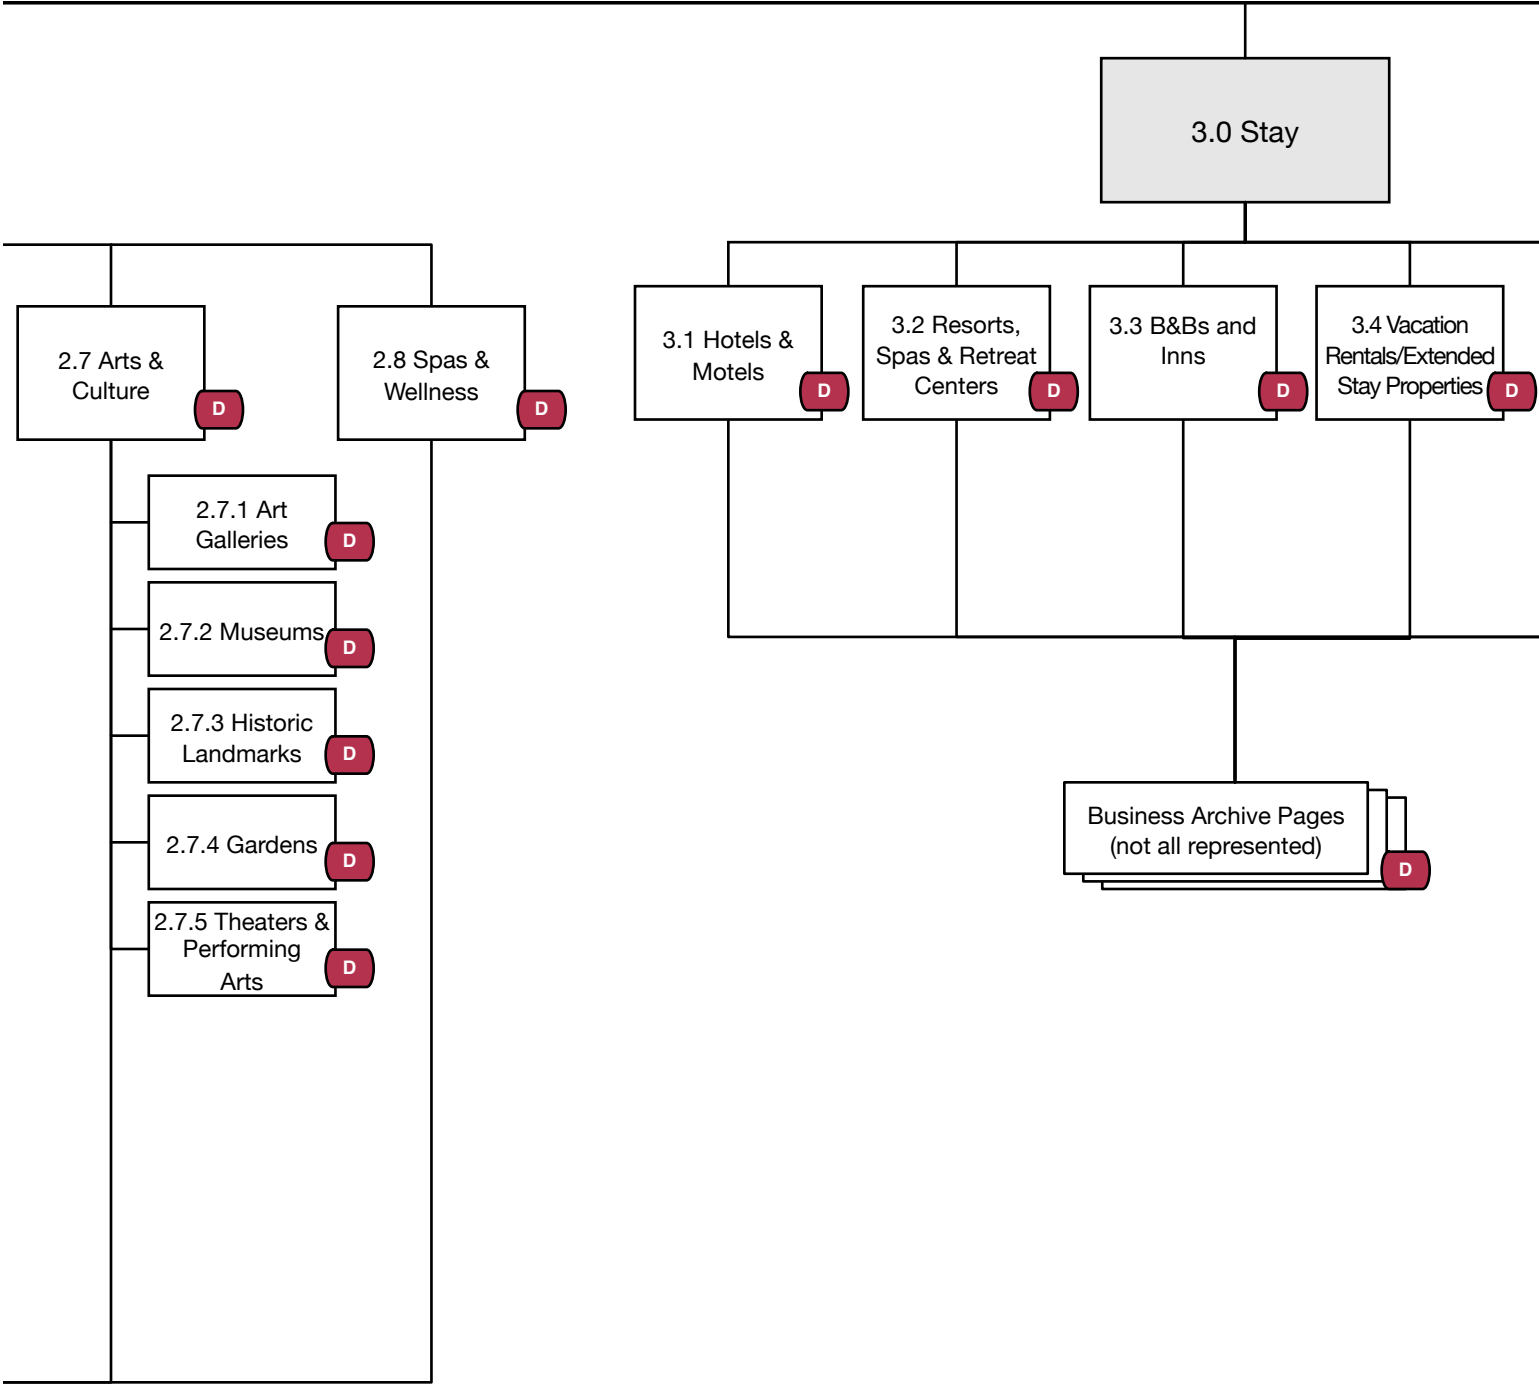 3.0 Stay
2.7 Arts &
Culture
D
2.8 Spas &
Wellness
D
3.1 Hotels &
Motels
D
3.2 Resorts,
Spas & Retreat
Centers
D
3.3 B&Bs and
Inns
D
3.4 Vacation
Rentals/Extended
Stay Properties
D
2.7.1 Art
Galleries
D
2.7.2 Museums
D
2.7.3 Historic
Landmarks
D
2.7.4 Gardens
D
2.7.5 Theaters &
Performing
Arts
D
Business Archive Pages
(not all represented)
D